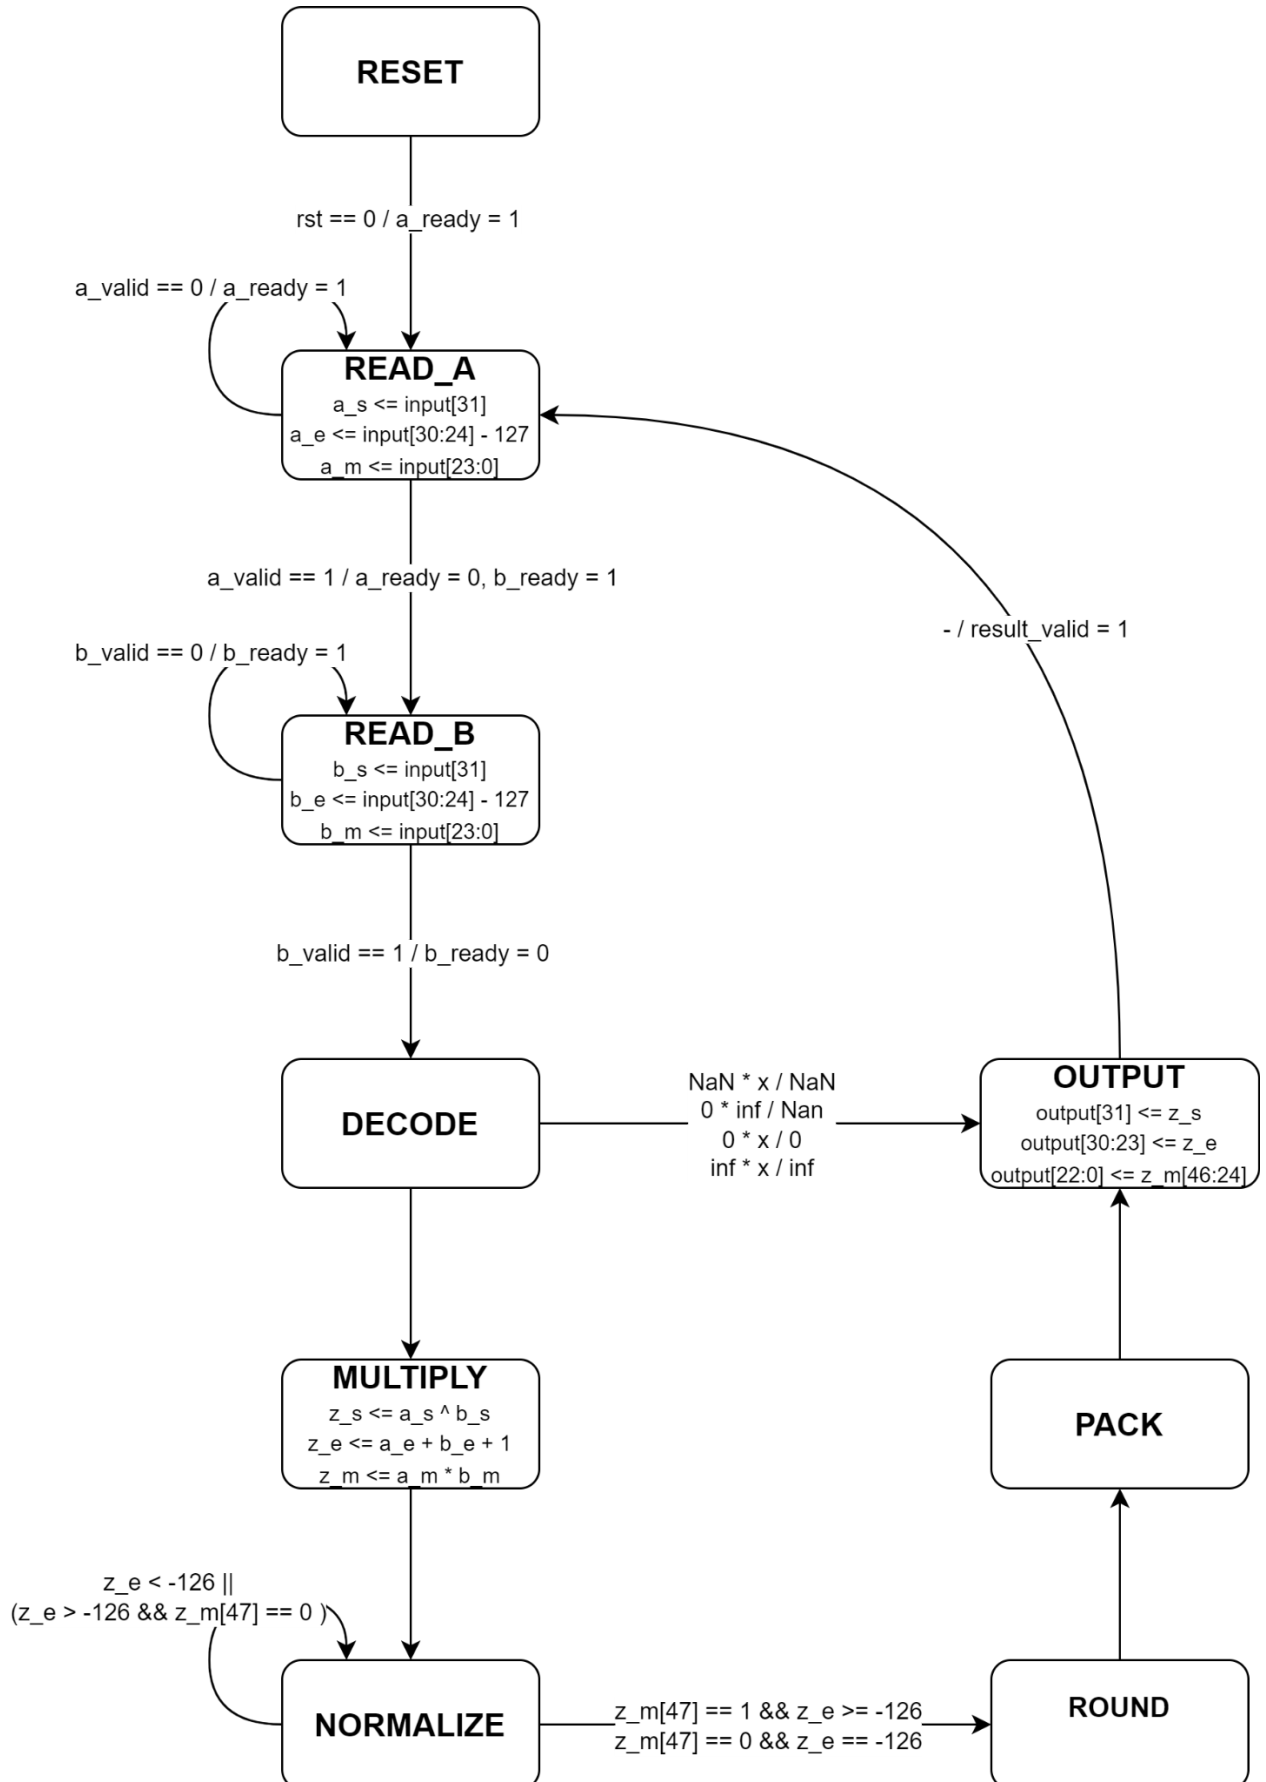 RESET
rst == 0 / a_ready = 1
a_valid == 0 / a_ready = 1
READ_A
a_s <= input[31]
a_e <= input[30:24] - 127
a_m <= input[23:0]
a_valid == 1 / a_ready = 0, b_ready = 1
- / result_valid = 1
b_valid == 0 / b_ready = 1
READ_B
b_s <= input[31]
b_e <= input[30:24] - 127
b_m <= input[23:0]
b_valid == 1 / b_ready = 0
DECODE
NaN * x / NaN
0 * inf / Nan
0 * x / 0
inf * x / inf
OUTPUT
output[31] <= z_s
output[30:23] <= z_e
output[22:0] <= z_m[46:24]
MULTIPLY
z_s <= a_s ^ b_s
z_e <= a_e + b_e + 1
z_m <= a_m * b_m
PACK
z_e < -126 ||
(z_e > -126 && z_m[47] == 0 )
NORMALIZE
z_m[47] == 1 && z_e >= -126
z_m[47] == 0 && z_e == -126
ROUND